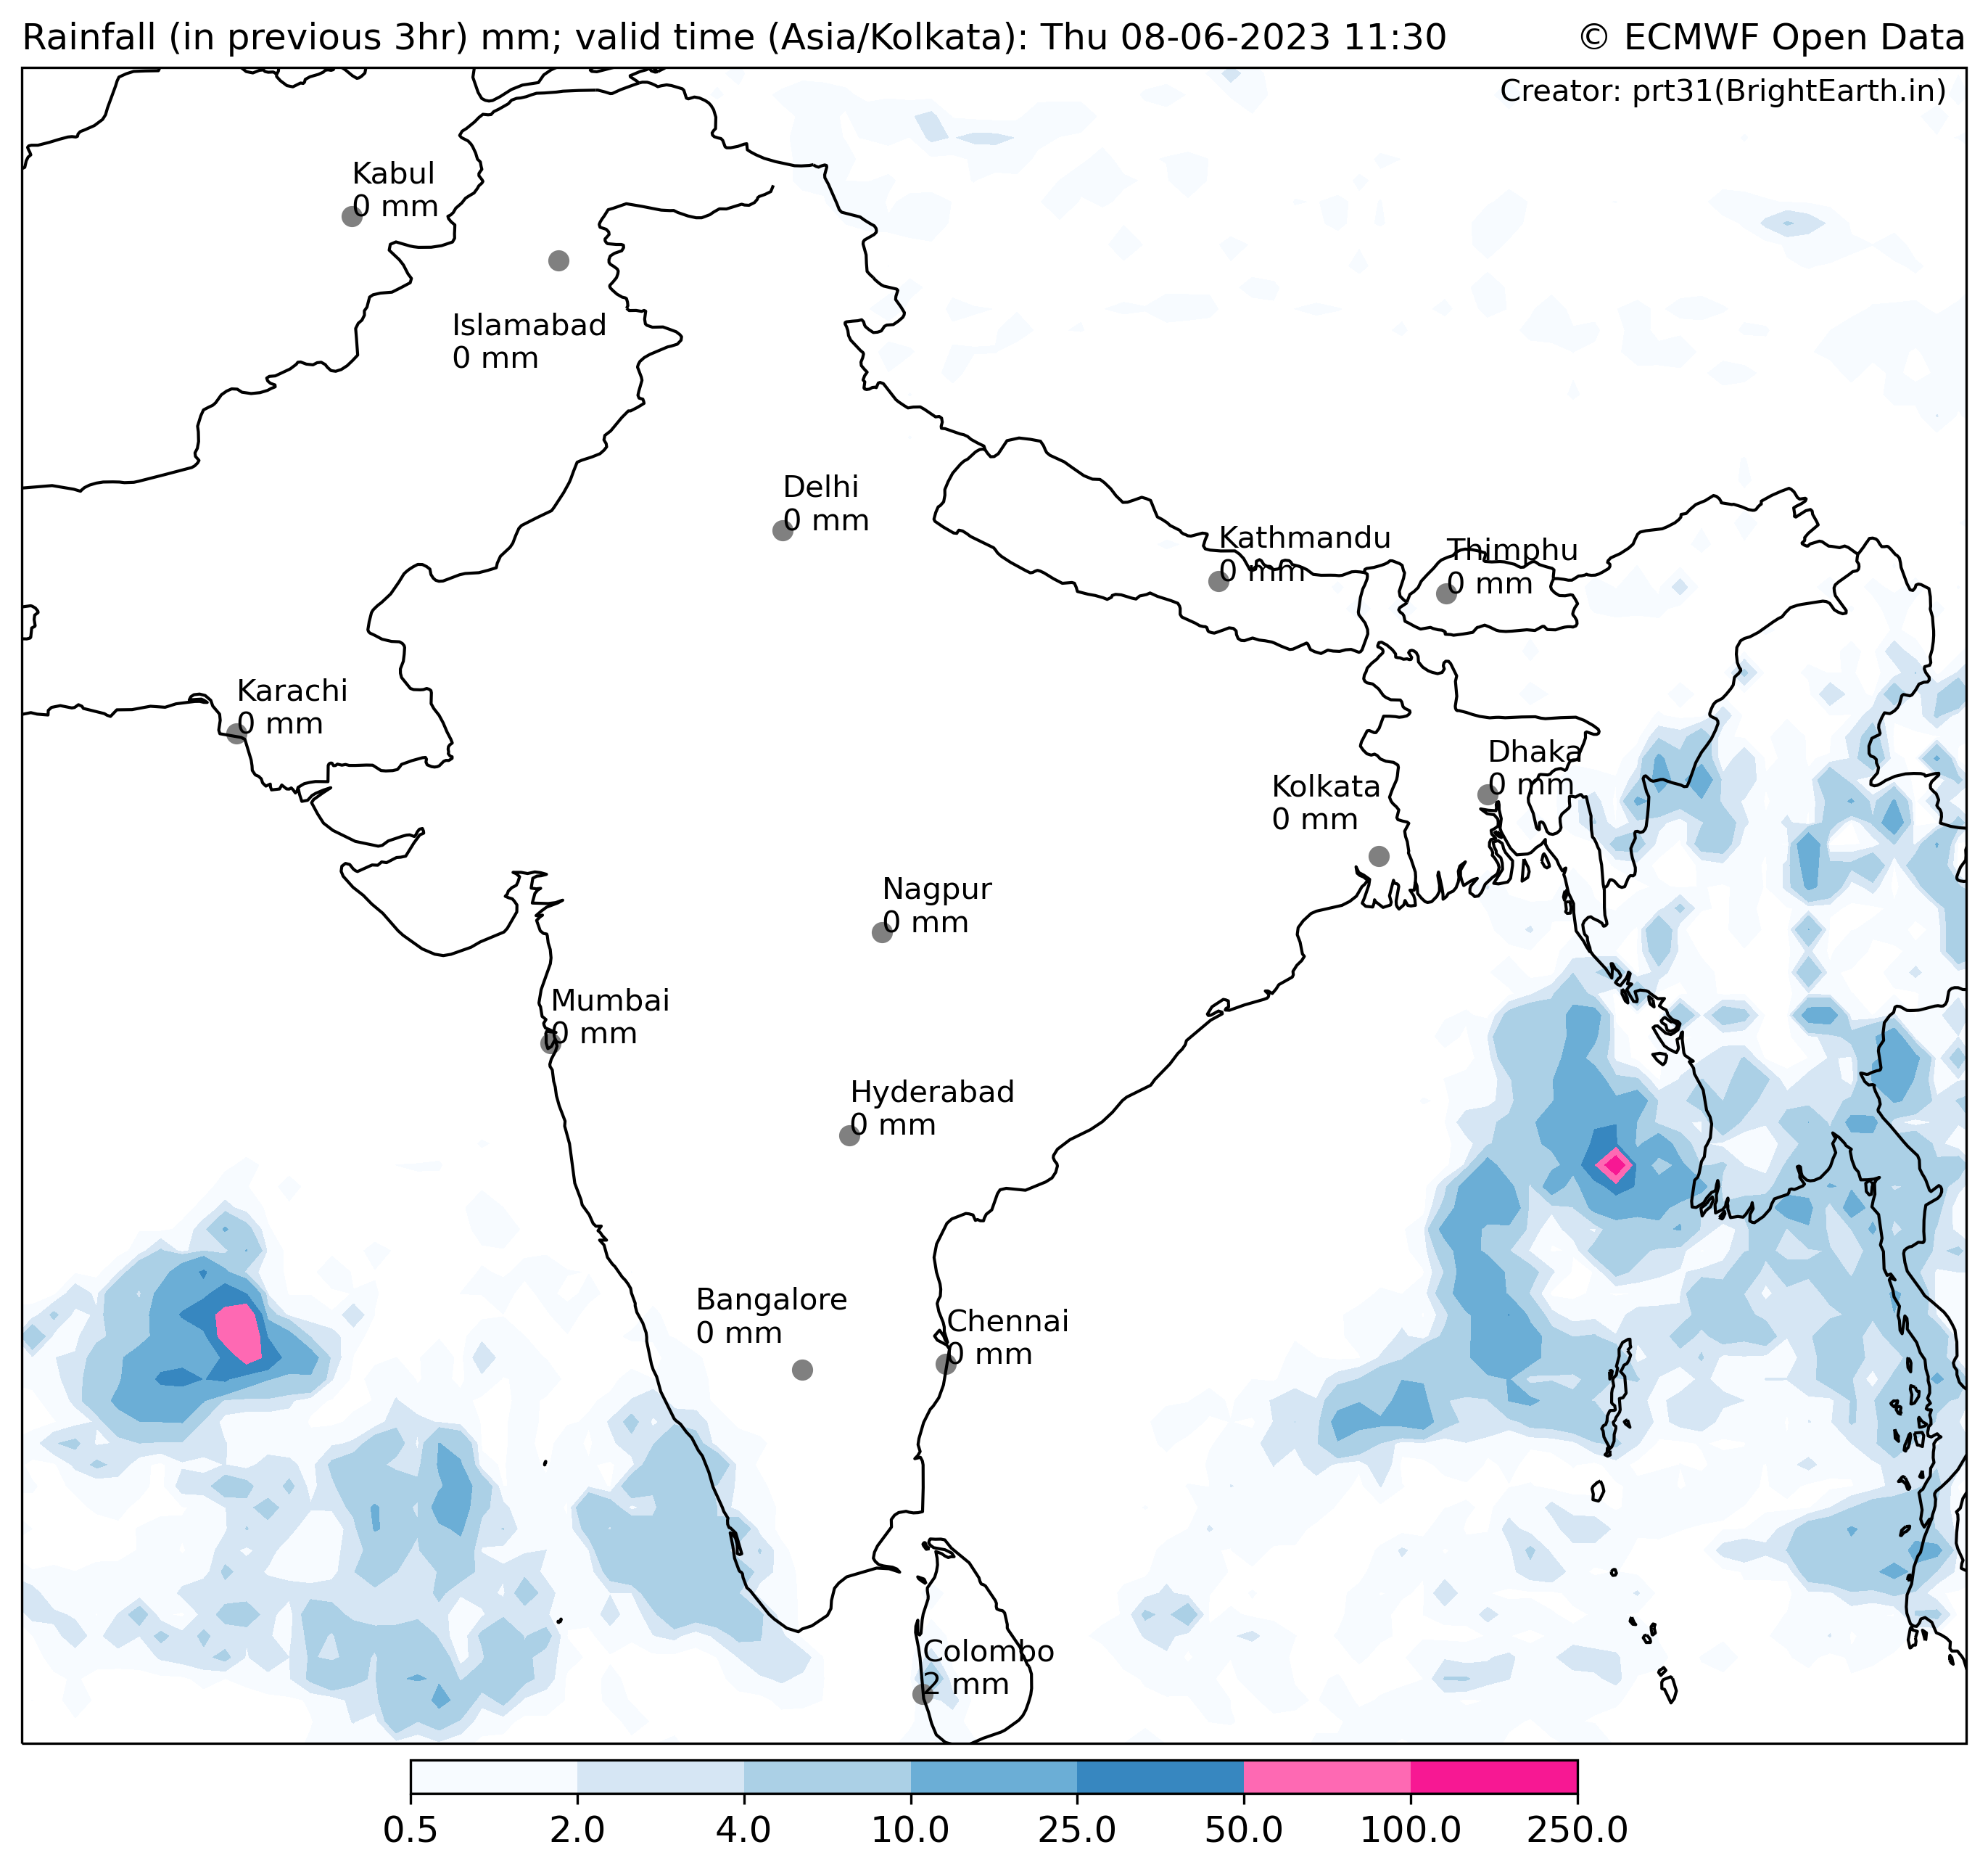 Rainfall (in previous 3hr) mm; valid time (Asia/Kolkata): Thu 08-06-2023 11:30
© ECMWF Open Data
Creator: prt31(BrightEarth.in)
Kabul
0 mm
Islamabad
0 mm
Delhi
0 mm
Kathmandu
0 mm
Thimphu
0 mm
Karachi
0 mm
Dhaka
0 mm
Kolkata
0 mm
Nagpur
0 mm
Mumbai
0 mm
Hyderabad
0 mm
Bangalore
0 mm
Chennai
0 mm
Colombo
2 mm
0.5 2.0 4.0 10.0 25.0 50.0 100.0 250.0